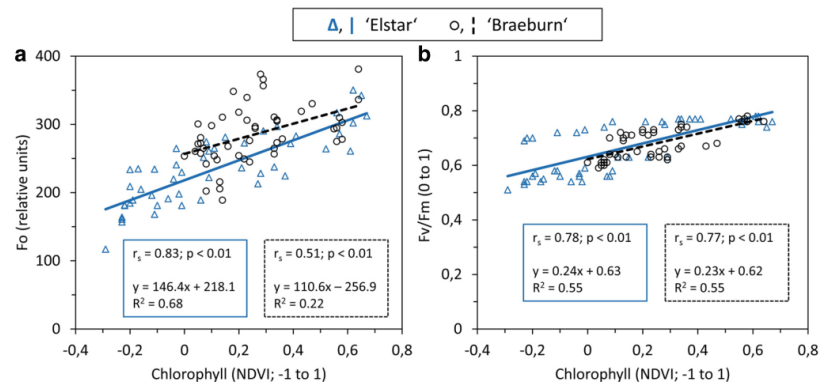 Δ, | 'Elstar‘ ○, ¦ 'Braeburn‘
a
400
300
200
100
0
Fo (relative units)
rs = 0.83; p < 0.01
y = 146.4x + 218.1
R² = 0.68
rs = 0.51; p < 0.01
y = 110.6x – 256.9
R² = 0.22
-0,4 -0,2 0 0,2 0,4 0,6 0,8
Chlorophyll (NDVI; -1 to 1)
b
1
0,8
0,6
0,4
0,2
0
Fv/Fm (0 to 1)
rs = 0.78; p < 0.01
y = 0.24x + 0.63
R² = 0.55
rs = 0.77; p < 0.01
y = 0.23x + 0.62
R² = 0.55
-0,4 -0,2 0 0,2 0,4 0,6 0,8
Chlorophyll (NDVI; -1 to 1)